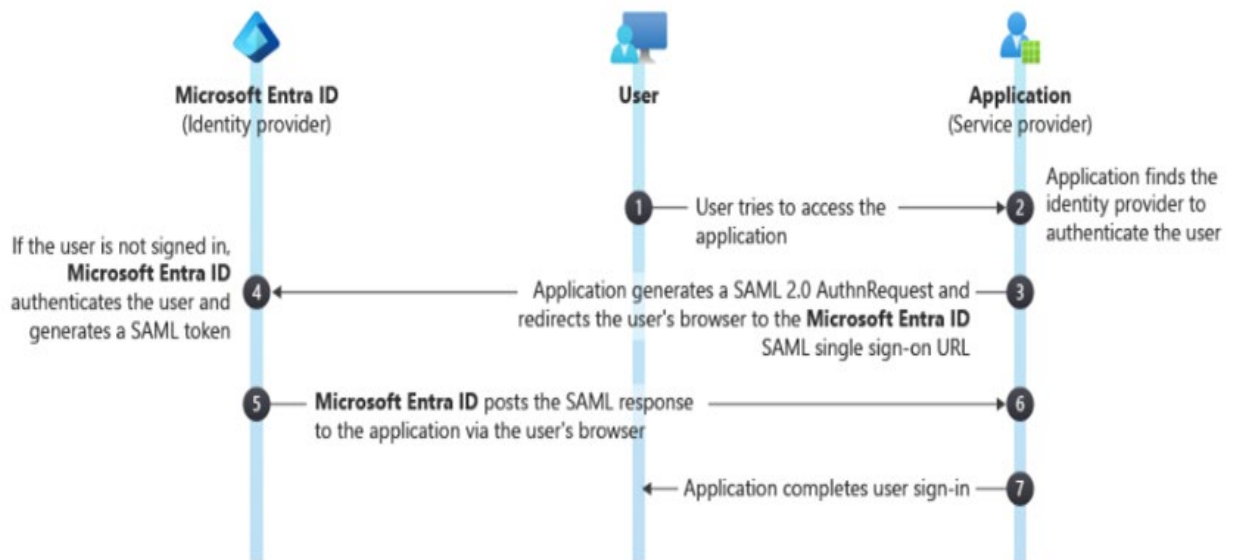 Microsoft Entra ID
(Identity provider)
User
Application
(Service provider)
1
User tries to access the
application
2
Application finds the
identity provider to
authenticate the user
If the user is not signed in,
Microsoft Entra ID
authenticates the user and
generates a SAML token
4
Application generates a SAML 2.0 AuthnRequest and
redirects the user's browser to the Microsoft Entra ID
SAML single sign-on URL
3
5
Microsoft Entra ID posts the SAML response
to the application via the user's browser
6
Application completes user sign-in
7